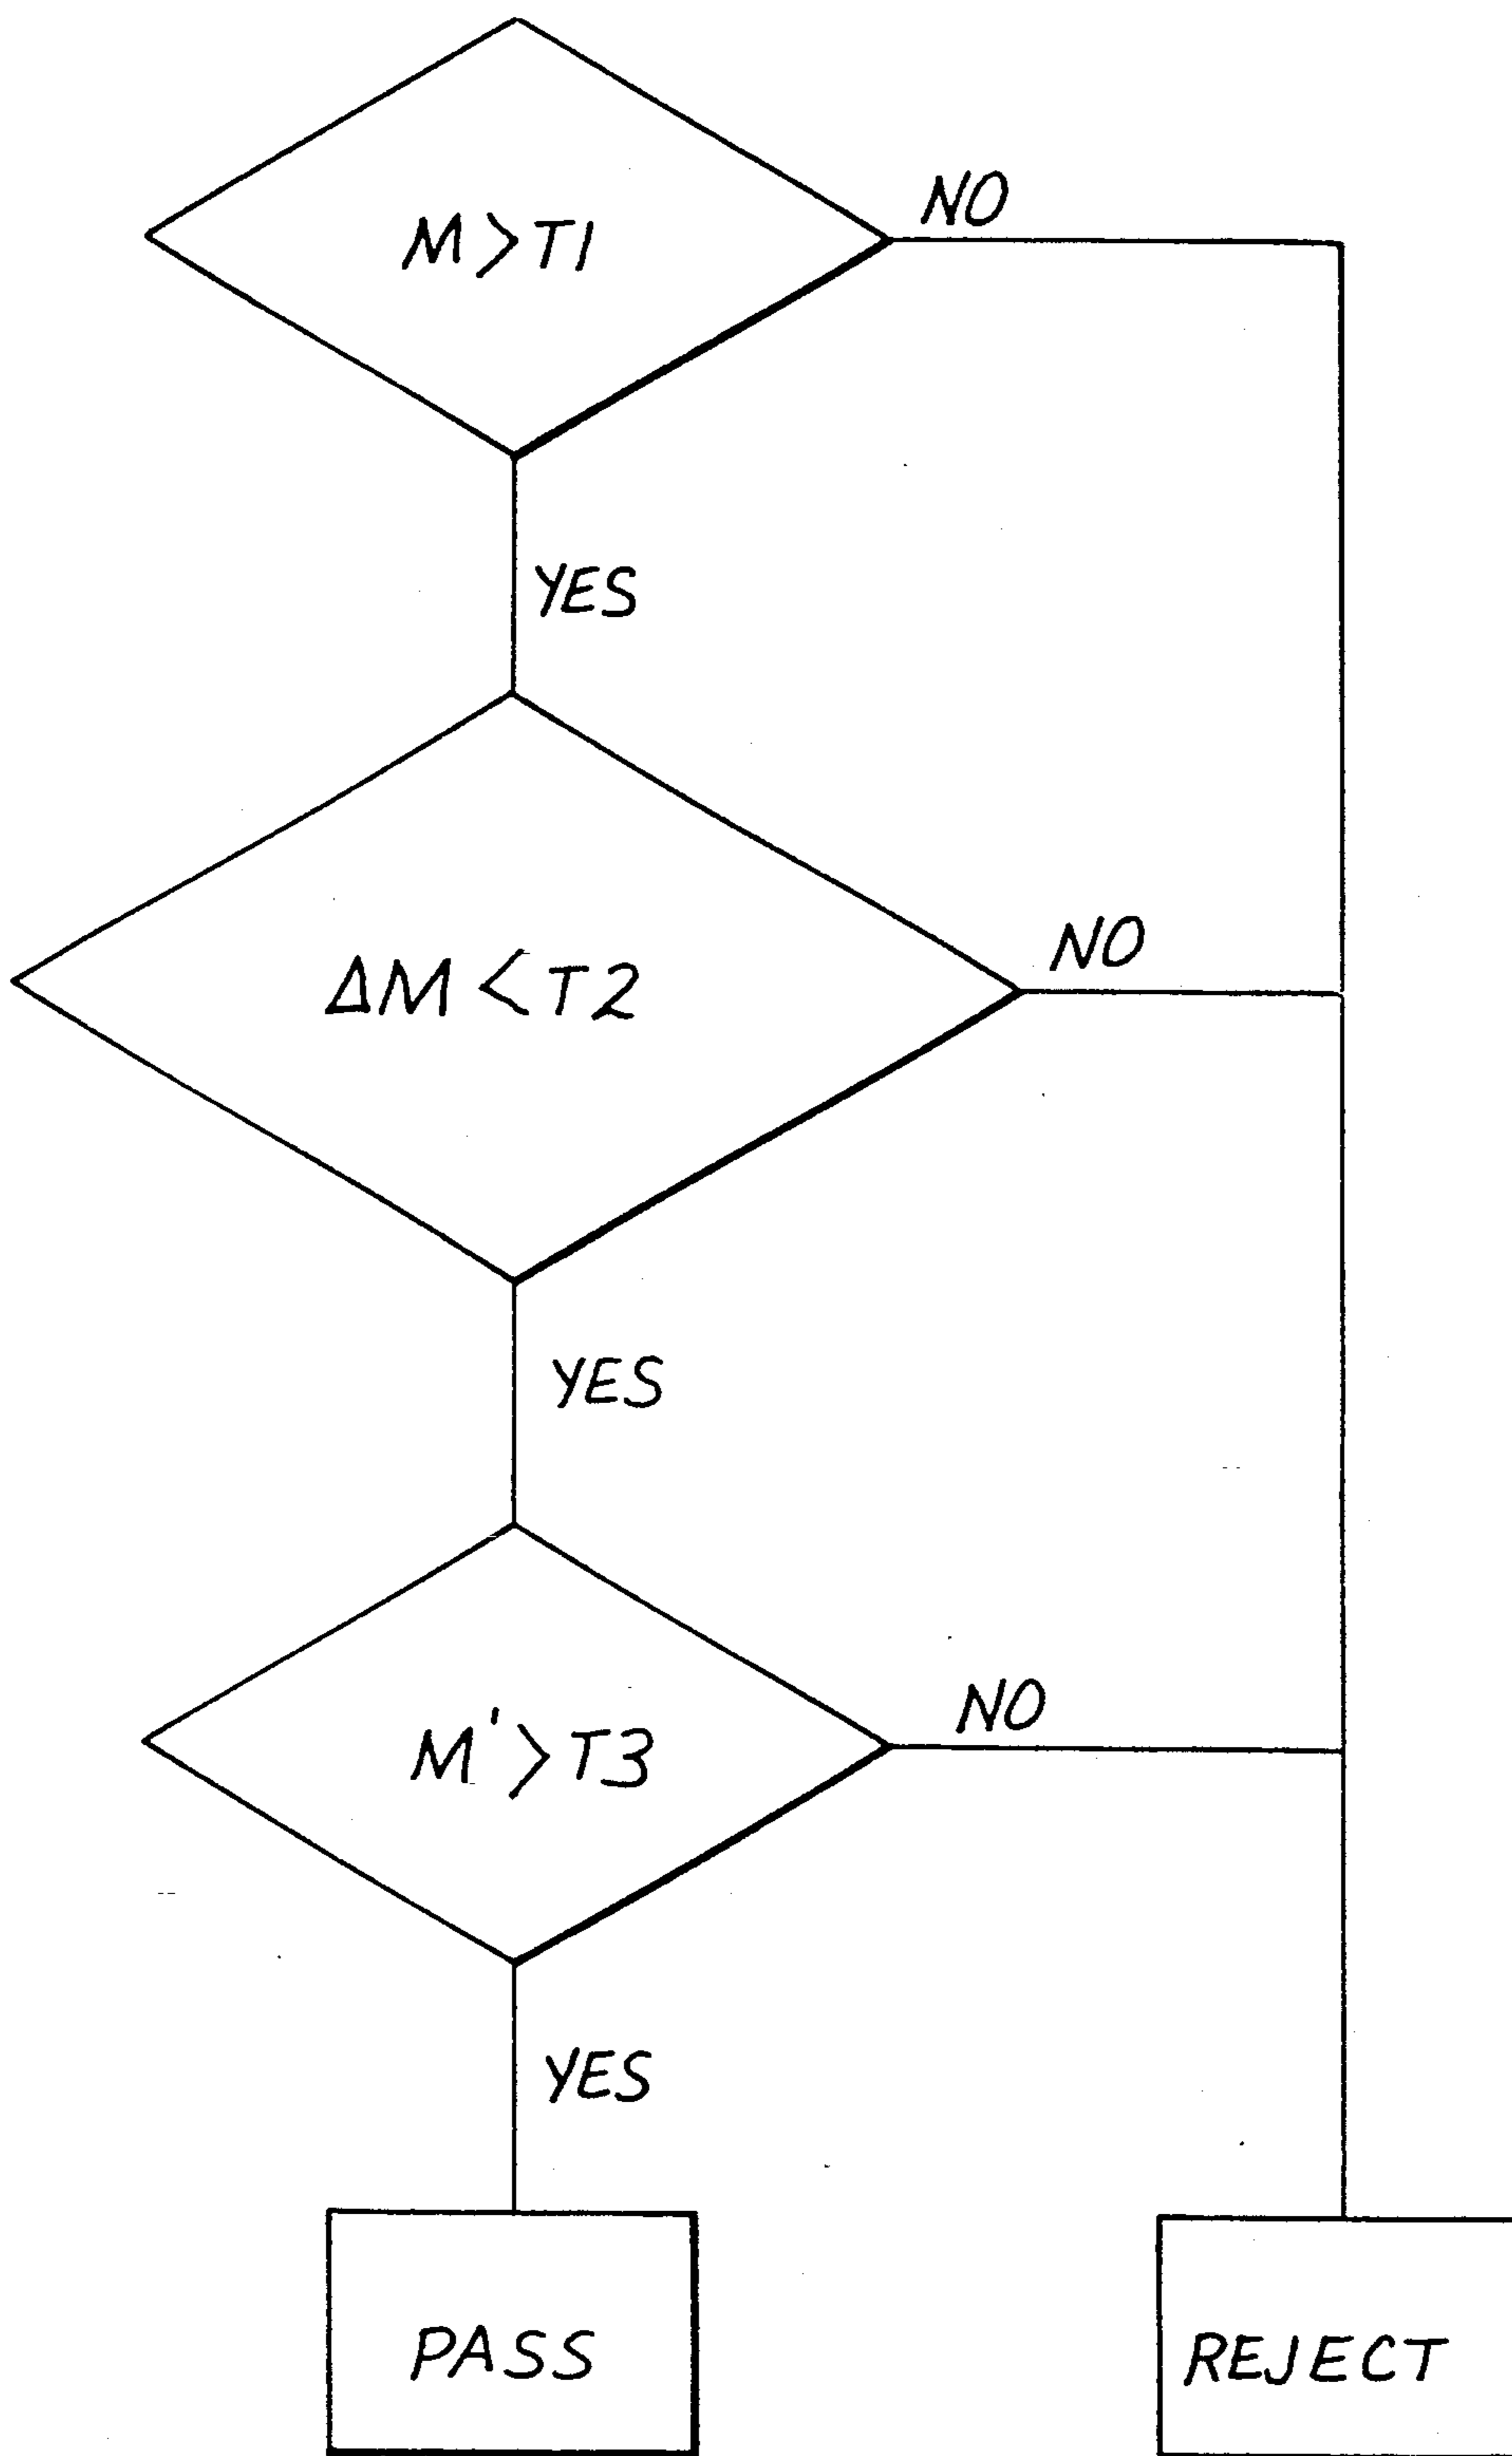 NO
M>T1
YES
NO
ΔM<T2
YES
NO
M'>T3
YES
PASS
REJECT